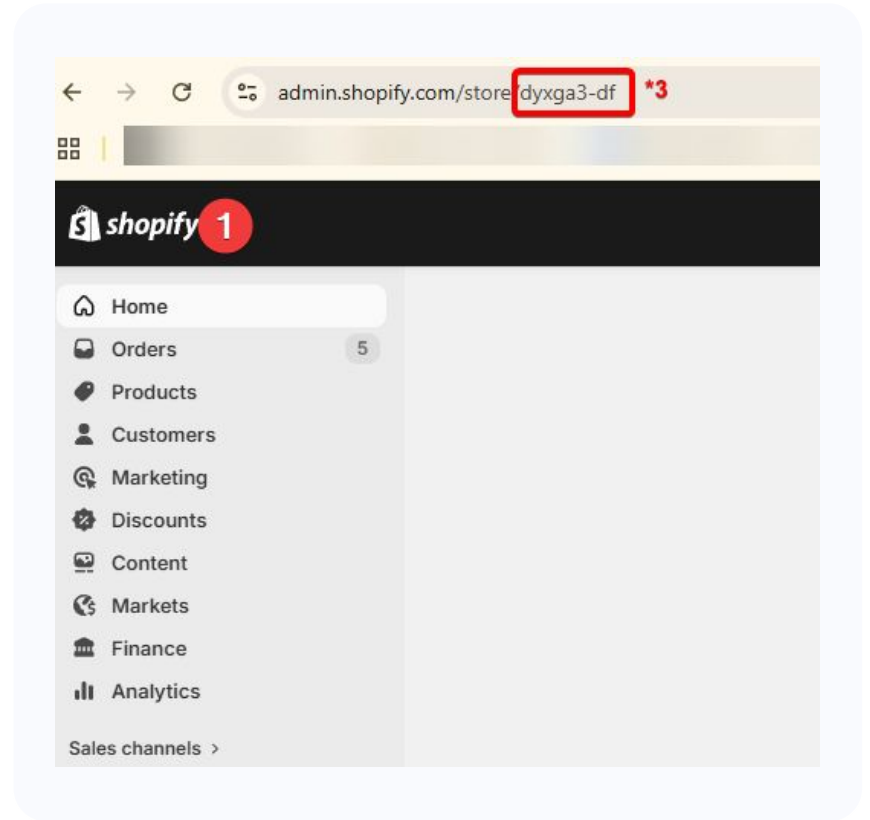 admin.shopify.com/store/dyxga3-df *3
shopify 1
Home
Orders 5
Products
Customers
Marketing
Discounts
Content
Markets
Finance
Analytics
Sales channels >